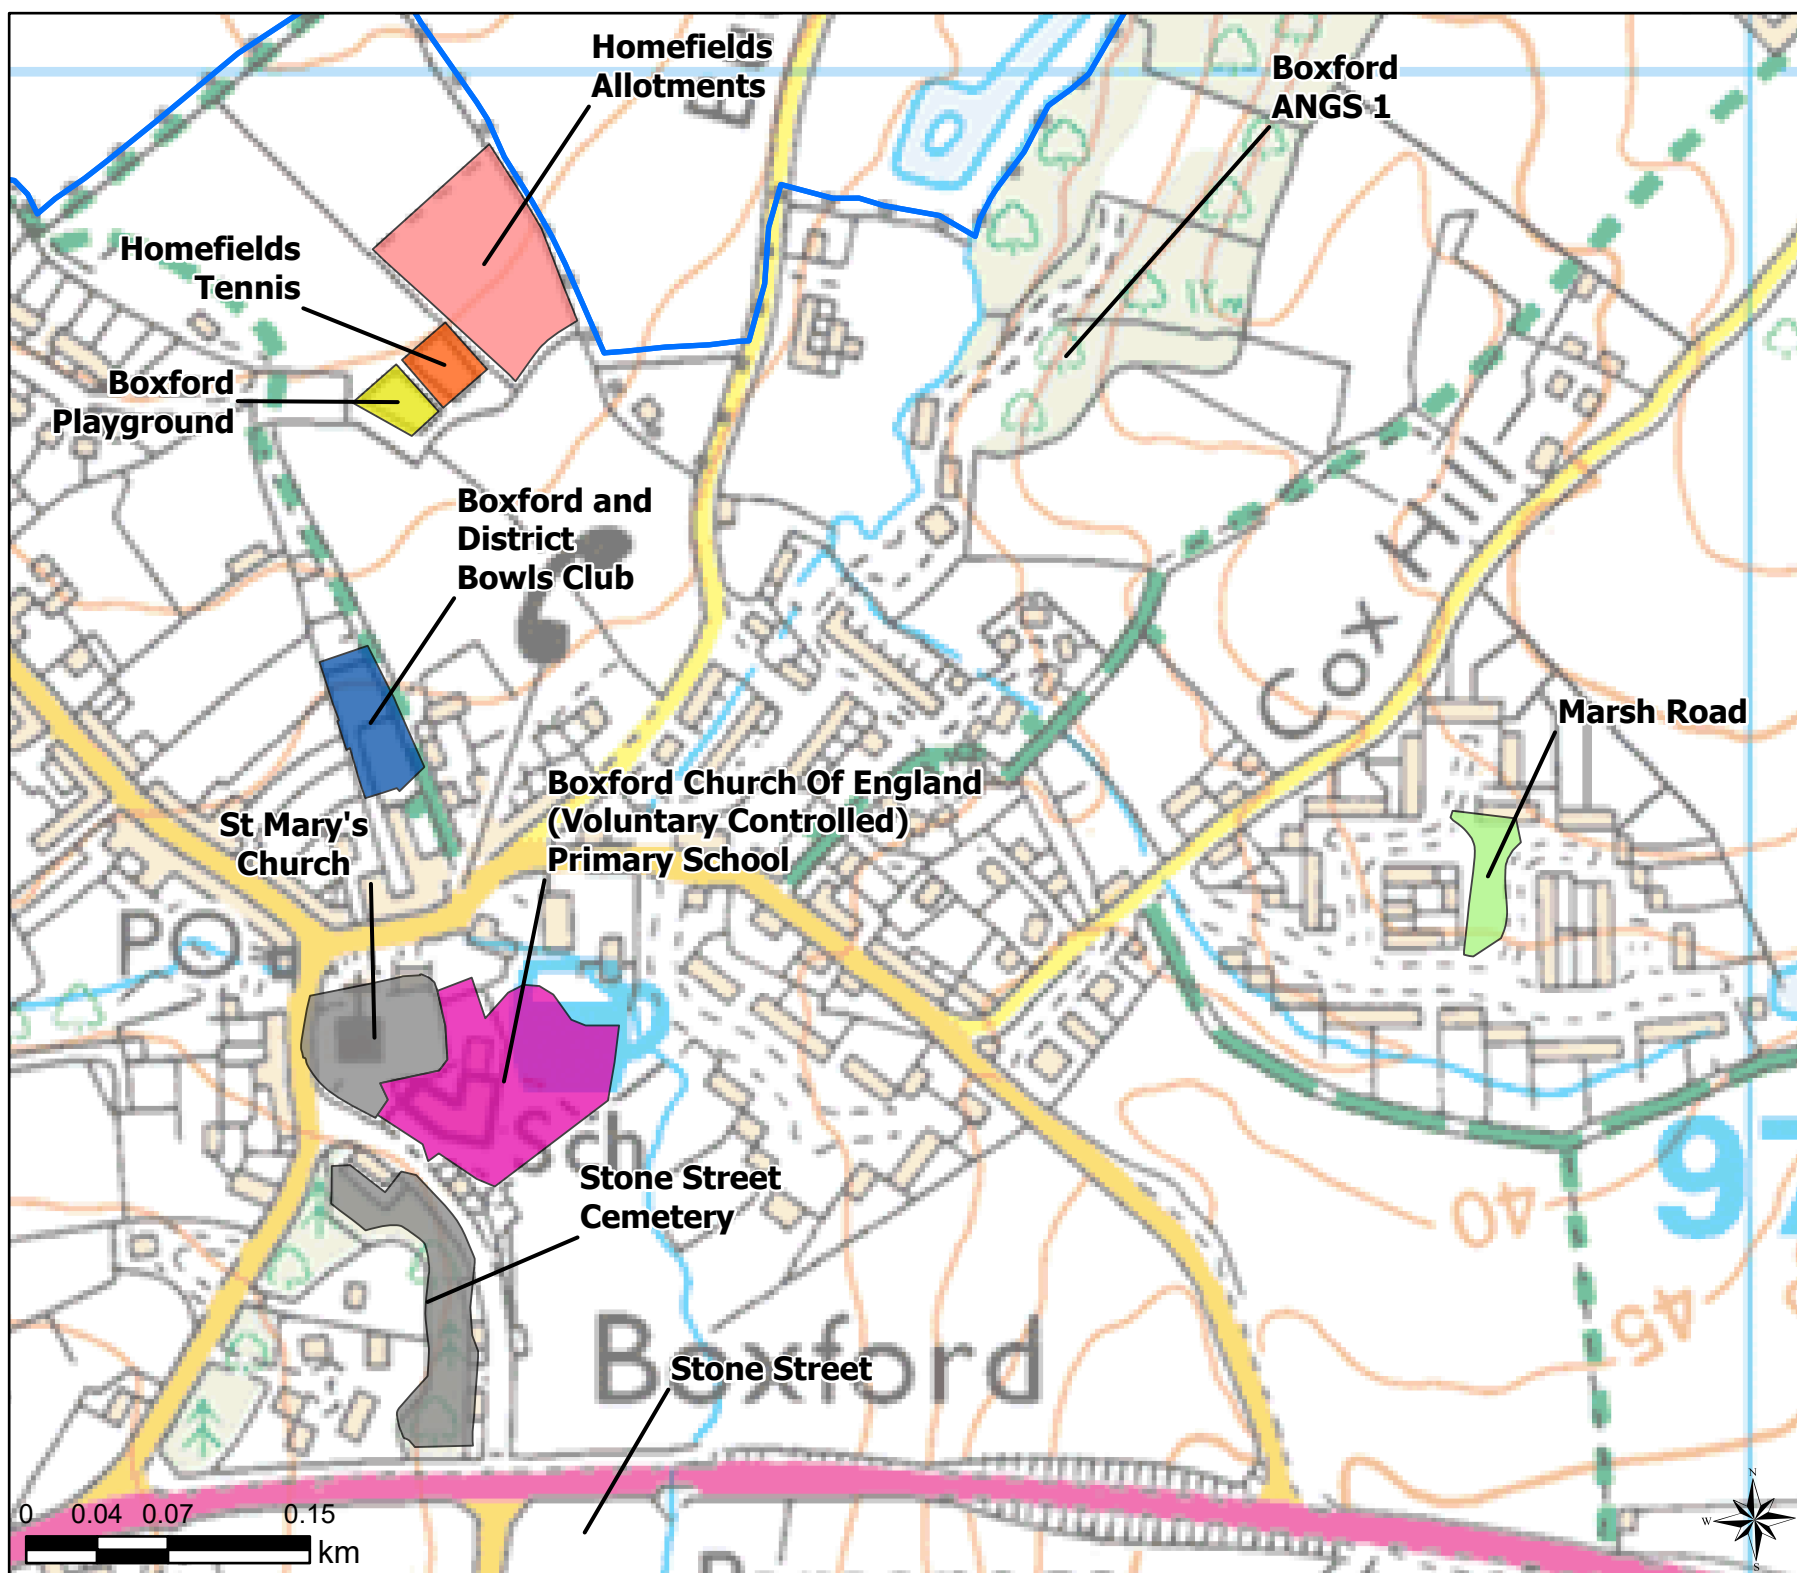 Homefields
Allotments
Boxford
ANGS 1
Homefields
Tennis
Boxford
Playground
Boxford and
District
Bowls Club
Hill
Cox
Marsh Road
Boxford Church Of England
(Voluntary Controlled)
Primary School
St Mary's
Church
PO
Sch
Stone Street
Cemetery
40
97
45
Boxford
Stone Street
0 0.04 0.07 0.15
km
N
W
S